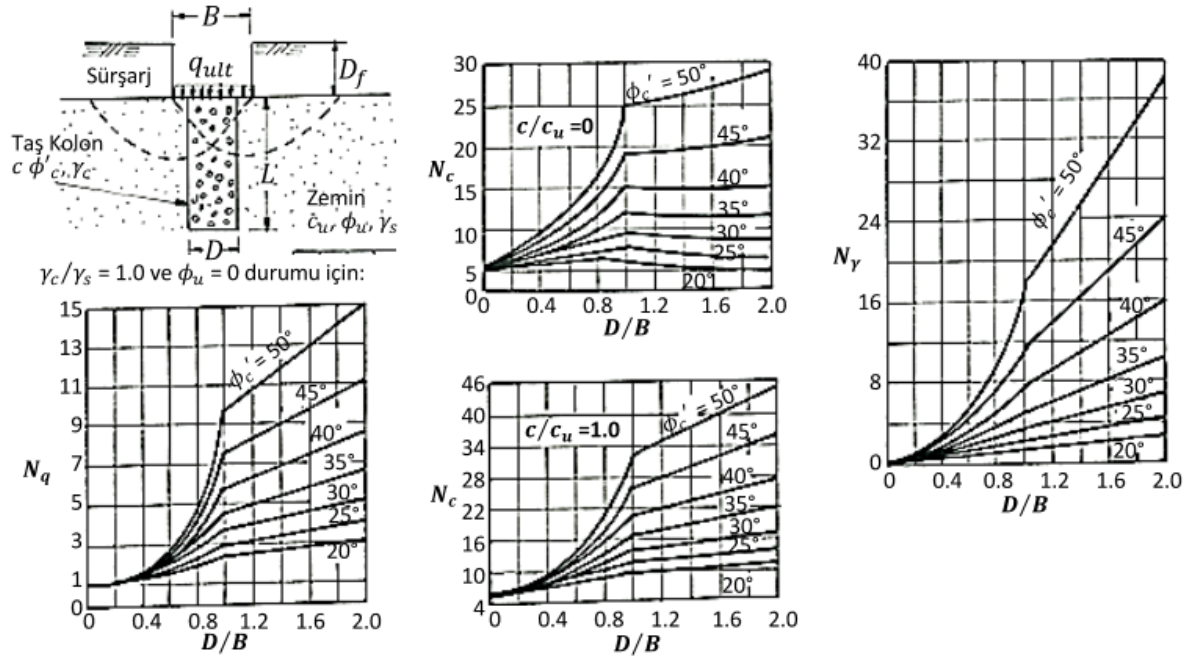 B
Sürşarj
q_ult
D_f
Taş Kolon
c ϕ'_c, γ_c
L
Zemin
ĉ_u, ϕ_u, γ_s
D
γ_c/γ_s = 1.0 ve ϕ_u = 0 durumu için:
15
13
11
9
7
5
3
1
0
N_q
ϕ_c' = 50°
45°
40°
35°
30°
25°
20°
0 0.4 0.8 1.2 1.6 2.0
D/B
30
25
20
15
10
5
0
N_c
c/c_u =0
ϕ_c' = 50°
45°
40°
35°
30°
25°
20°
0 0.4 0.8 1.2 1.6 2.0
D/B
46
40
34
28
22
16
10
4
N_c
c/c_u =1.0
ϕ_c' = 50°
45°
40°
35°
30°
25°
20°
0 0.4 0.8 1.2 1.6 2.0
D/B
40
32
24
16
8
0
N_γ
ϕ_c' = 50°
45°
40°
35°
30°
25°
20°
0.4 0.8 1.2 1.6 2.0
D/B